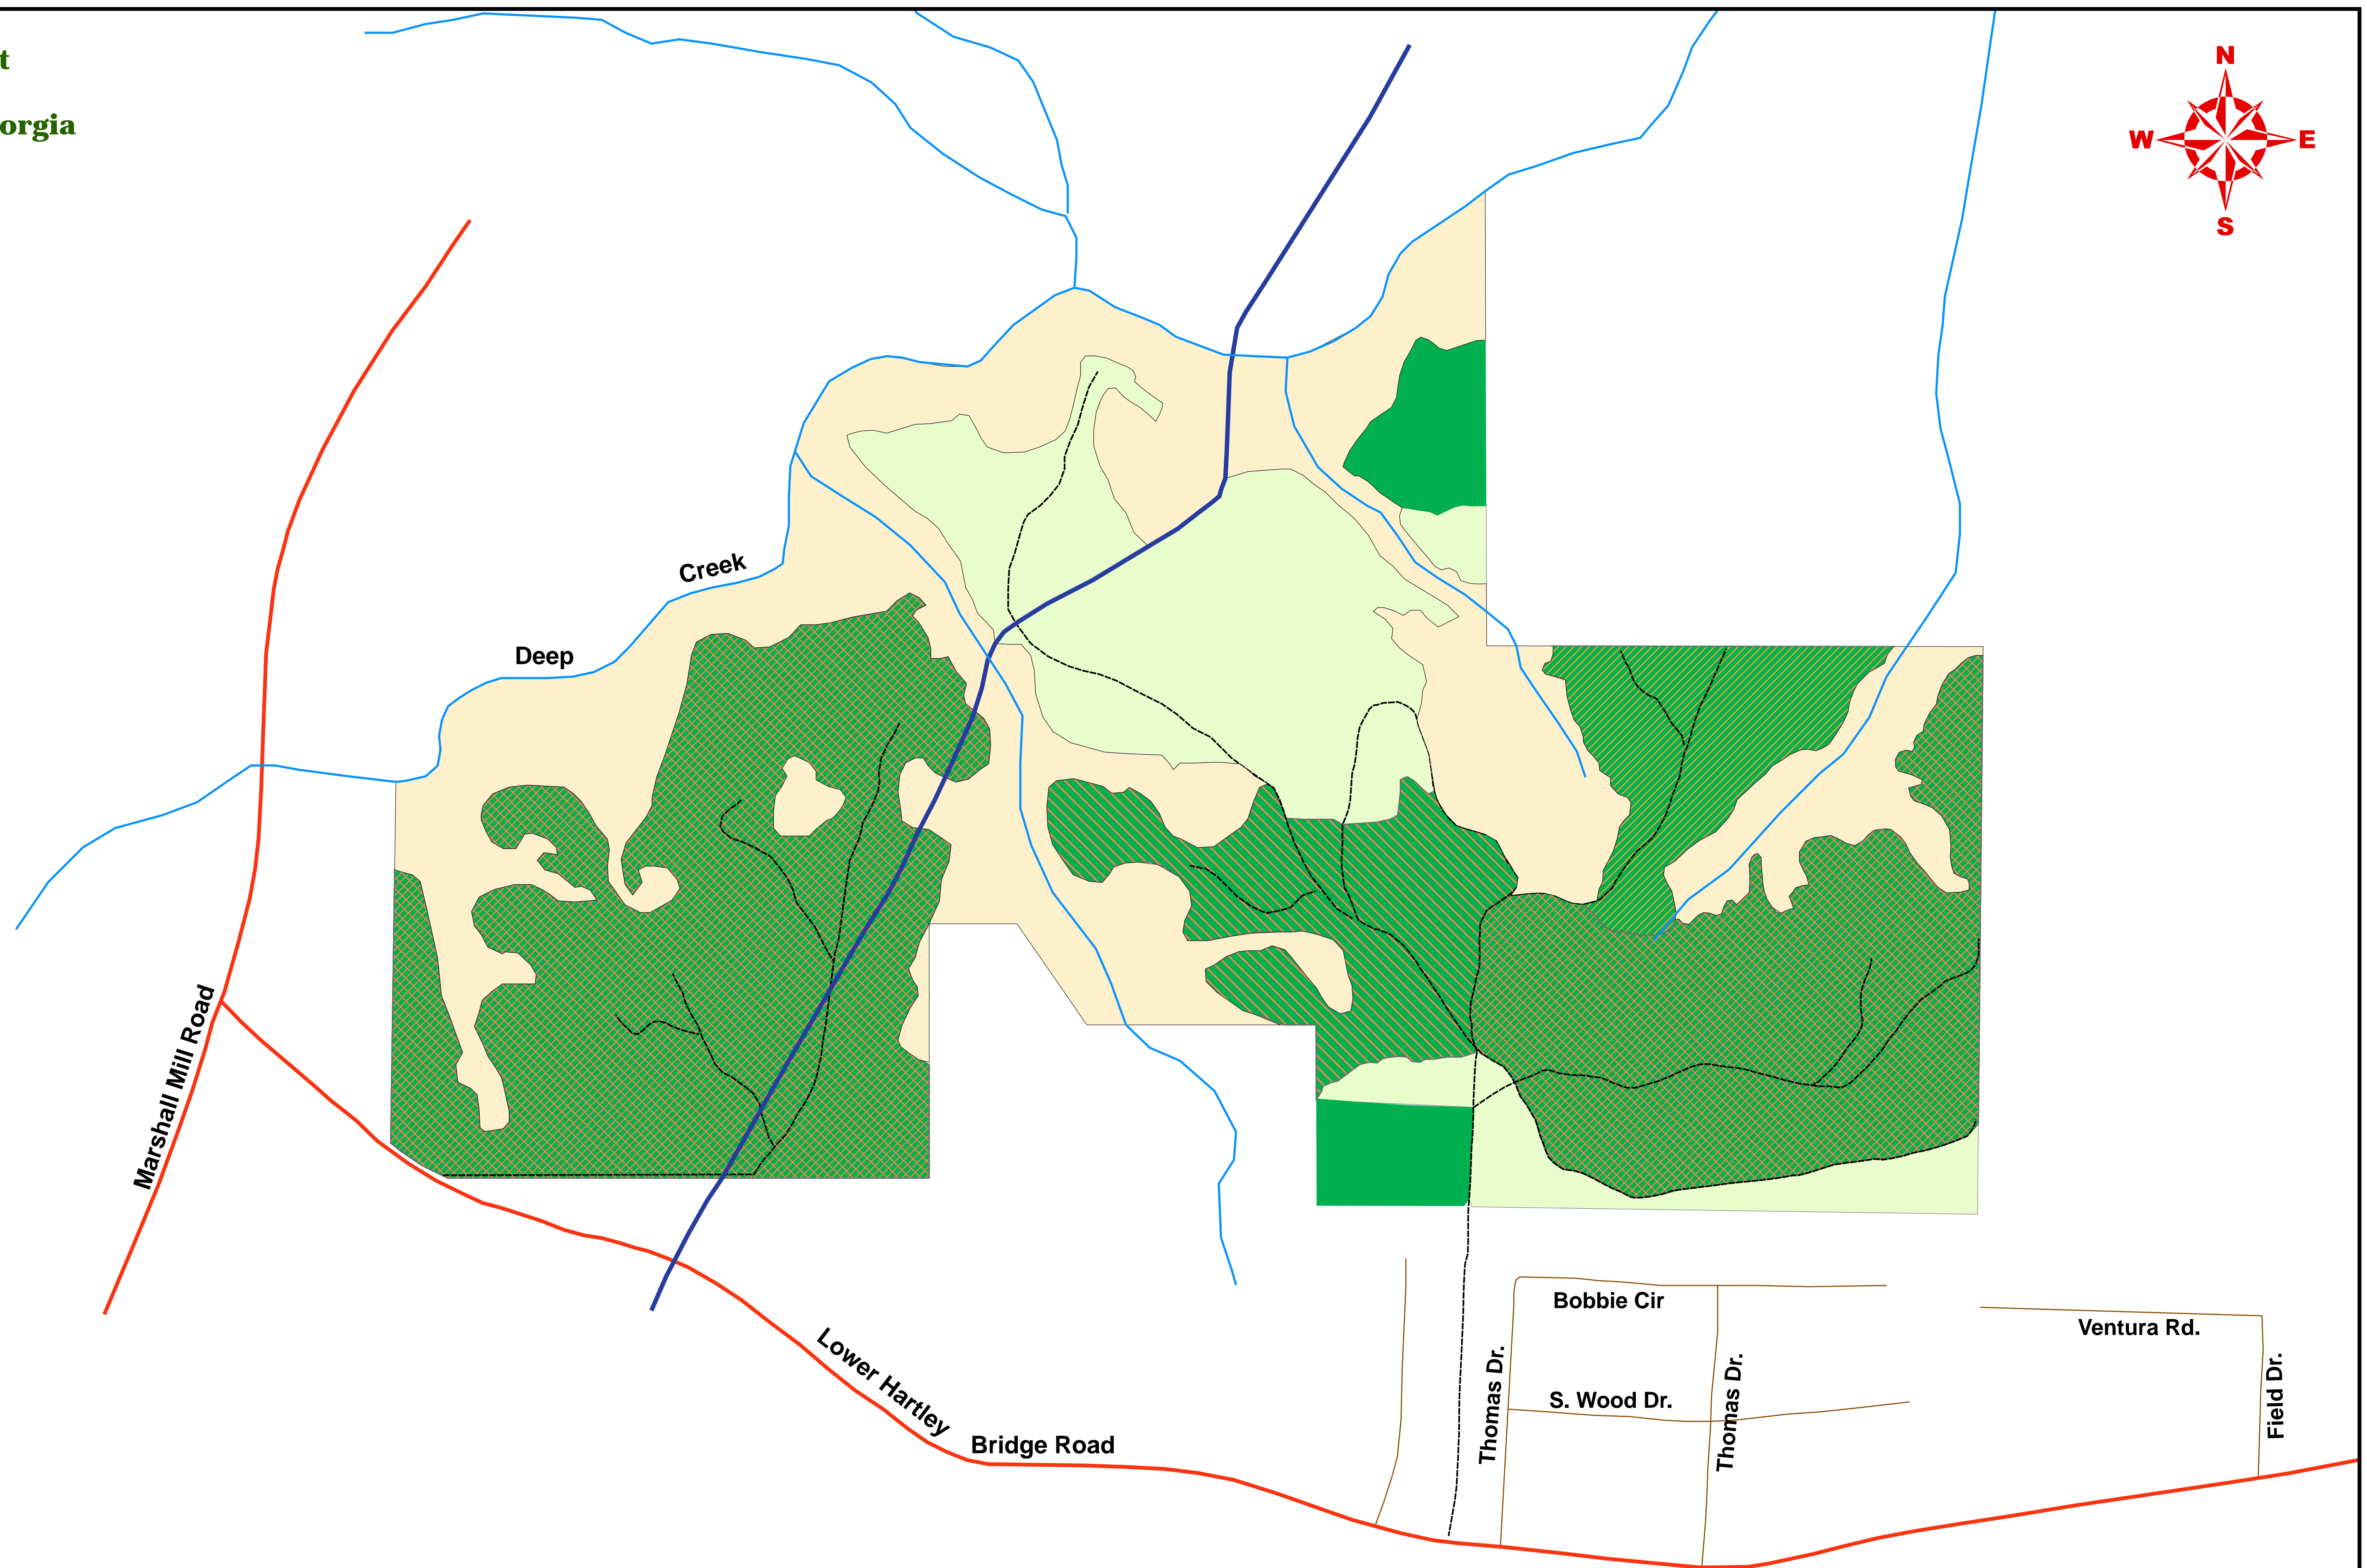 t
orgia
N
W
E
S
Creek
Deep
Marshall Mill Road
Lower Hartley
Bridge Road
Bobbie Cir
Ventura Rd.
Thomas Dr.
S. Wood Dr.
Thomas Dr.
Field Dr.